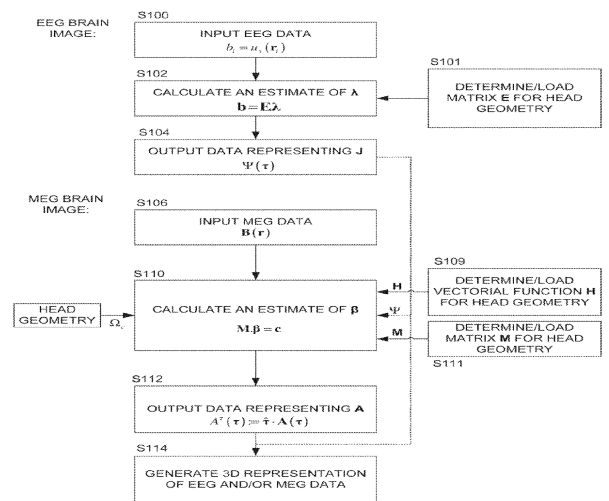 EEG BRAIN
IMAGE:
S100
INPUT EEG DATA
bᵢ = uₛ(rᵢ)
S102
CALCULATE AN ESTIMATE OF λ
b=Eλ
S101
DETERMINE/LOAD
MATRIX E FOR HEAD
GEOMETRY
S104
OUTPUT DATA REPRESENTING J
Ψ(τ)
MEG BRAIN
IMAGE:
S106
INPUT MEG DATA
B(r)
S110
CALCULATE AN ESTIMATE OF β
M.β = c
HEAD
GEOMETRY
H
Ψ
M
S109
DETERMINE/LOAD
VECTORIAL FUNCTION H
FOR HEAD GEOMETRY
DETERMINE/LOAD
MATRIX M FOR HEAD
GEOMETRY
S111
S112
OUTPUT DATA REPRESENTING A
(τ):= τ̂·A(τ)
S114
GENERATE 3D REPRESENTATION
OF EEG AND/OR MEG DATA